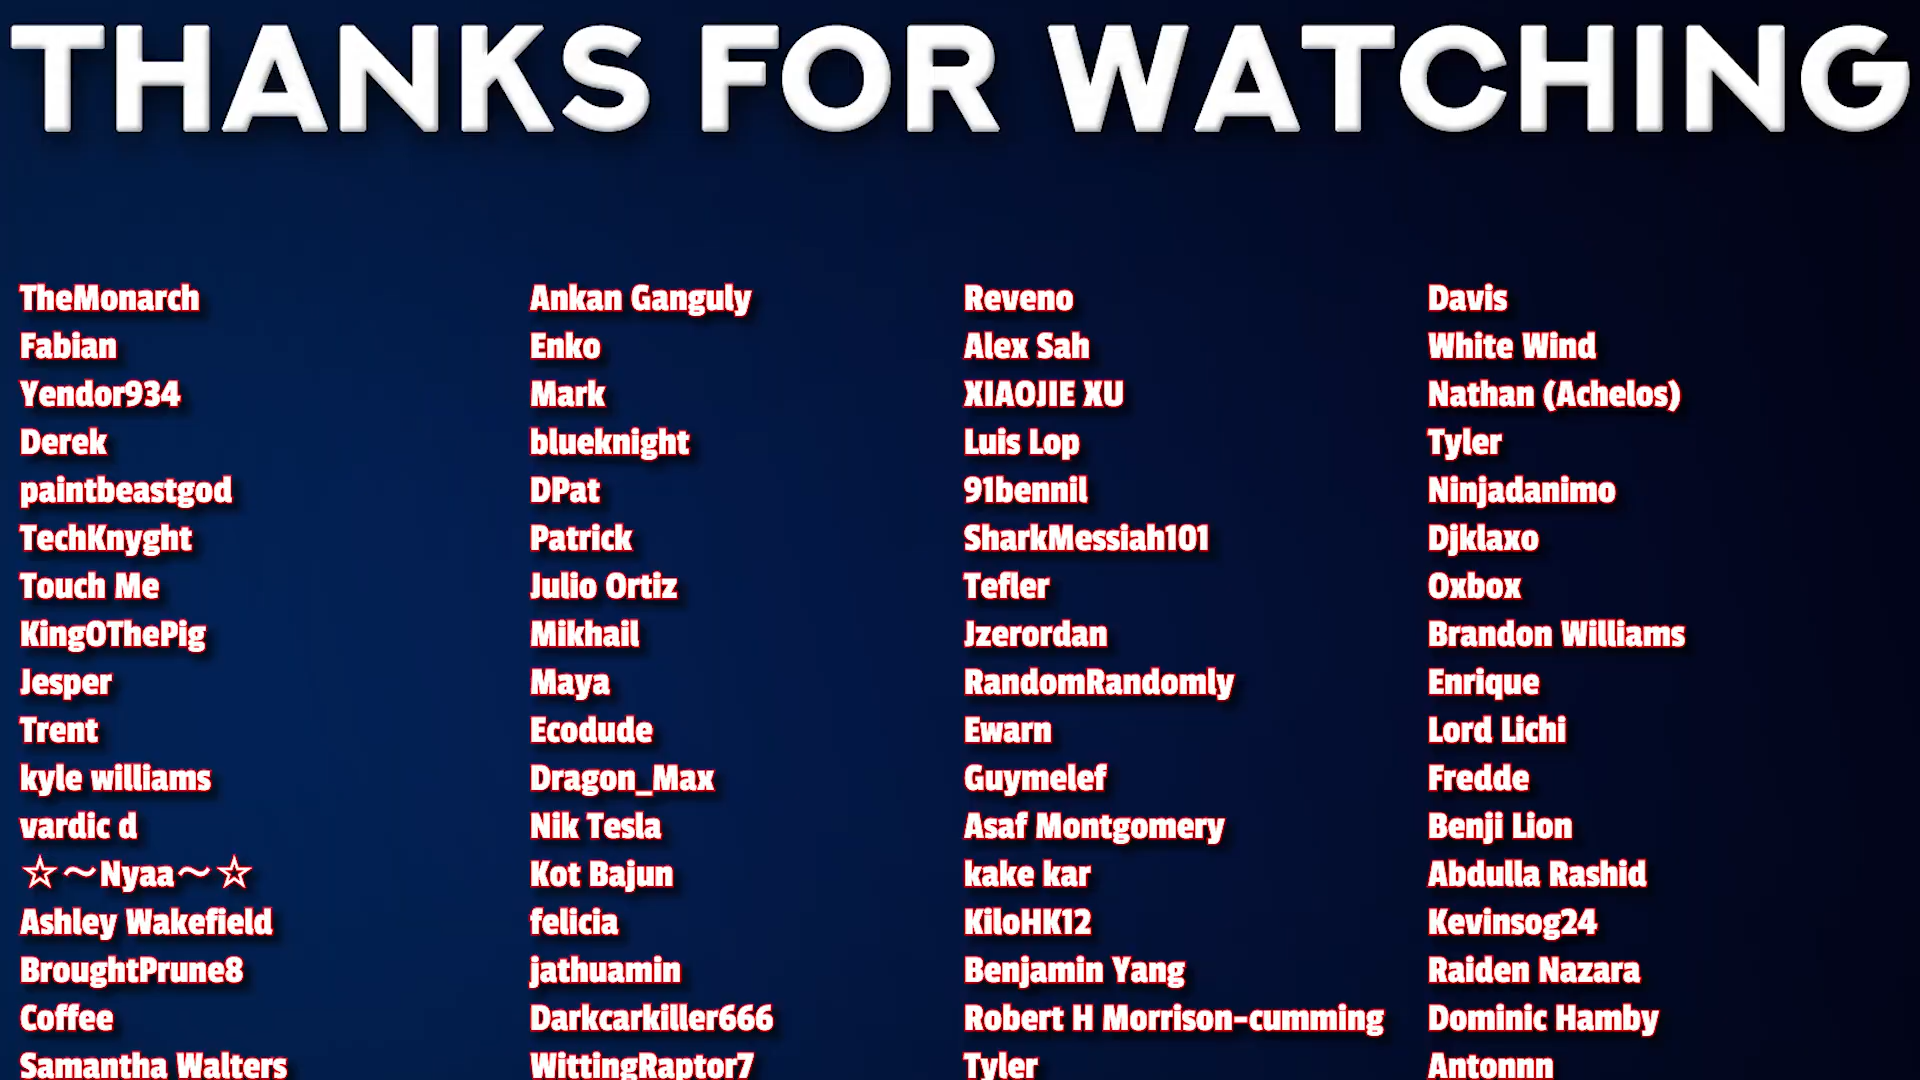 THANKS FOR WATCHING
TheMonarch
Fabian
Yendor934
Derek
paintbeastgod
TechKnyght
Touch Me
KingOThePig
Jesper
Trent
kyle williams
vardic d
☆～Nyaa～☆
Ashley Wakefield
BroughtPrune8
Coffee
Samantha Walters
Ankan Ganguly
Enko
Mark
blueknight
DPat
Patrick
Julio Ortiz
Mikhail
Maya
Ecodude
Dragon_Max
Nik Tesla
Kot Bajun
felicia
jathuamin
Darkcarkiller666
WittingRaptor7
Reveno
Alex Sah
XIAOJIE XU
Luis Lop
91bennil
SharkMessiah101
Tefler
Jzerordan
RandomRandomly
Ewarn
Guymelef
Asaf Montgomery
kake kar
KiloHK12
Benjamin Yang
Robert H Morrison-cumming
Tyler
Davis
White Wind
Nathan (Achelos)
Tyler
Ninjadanimo
Djklaxo
Oxbox
Brandon Williams
Enrique
Lord Lichi
Fredde
Benji Lion
Abdulla Rashid
Kevinsog24
Raiden Nazara
Dominic Hamby
Antonnn